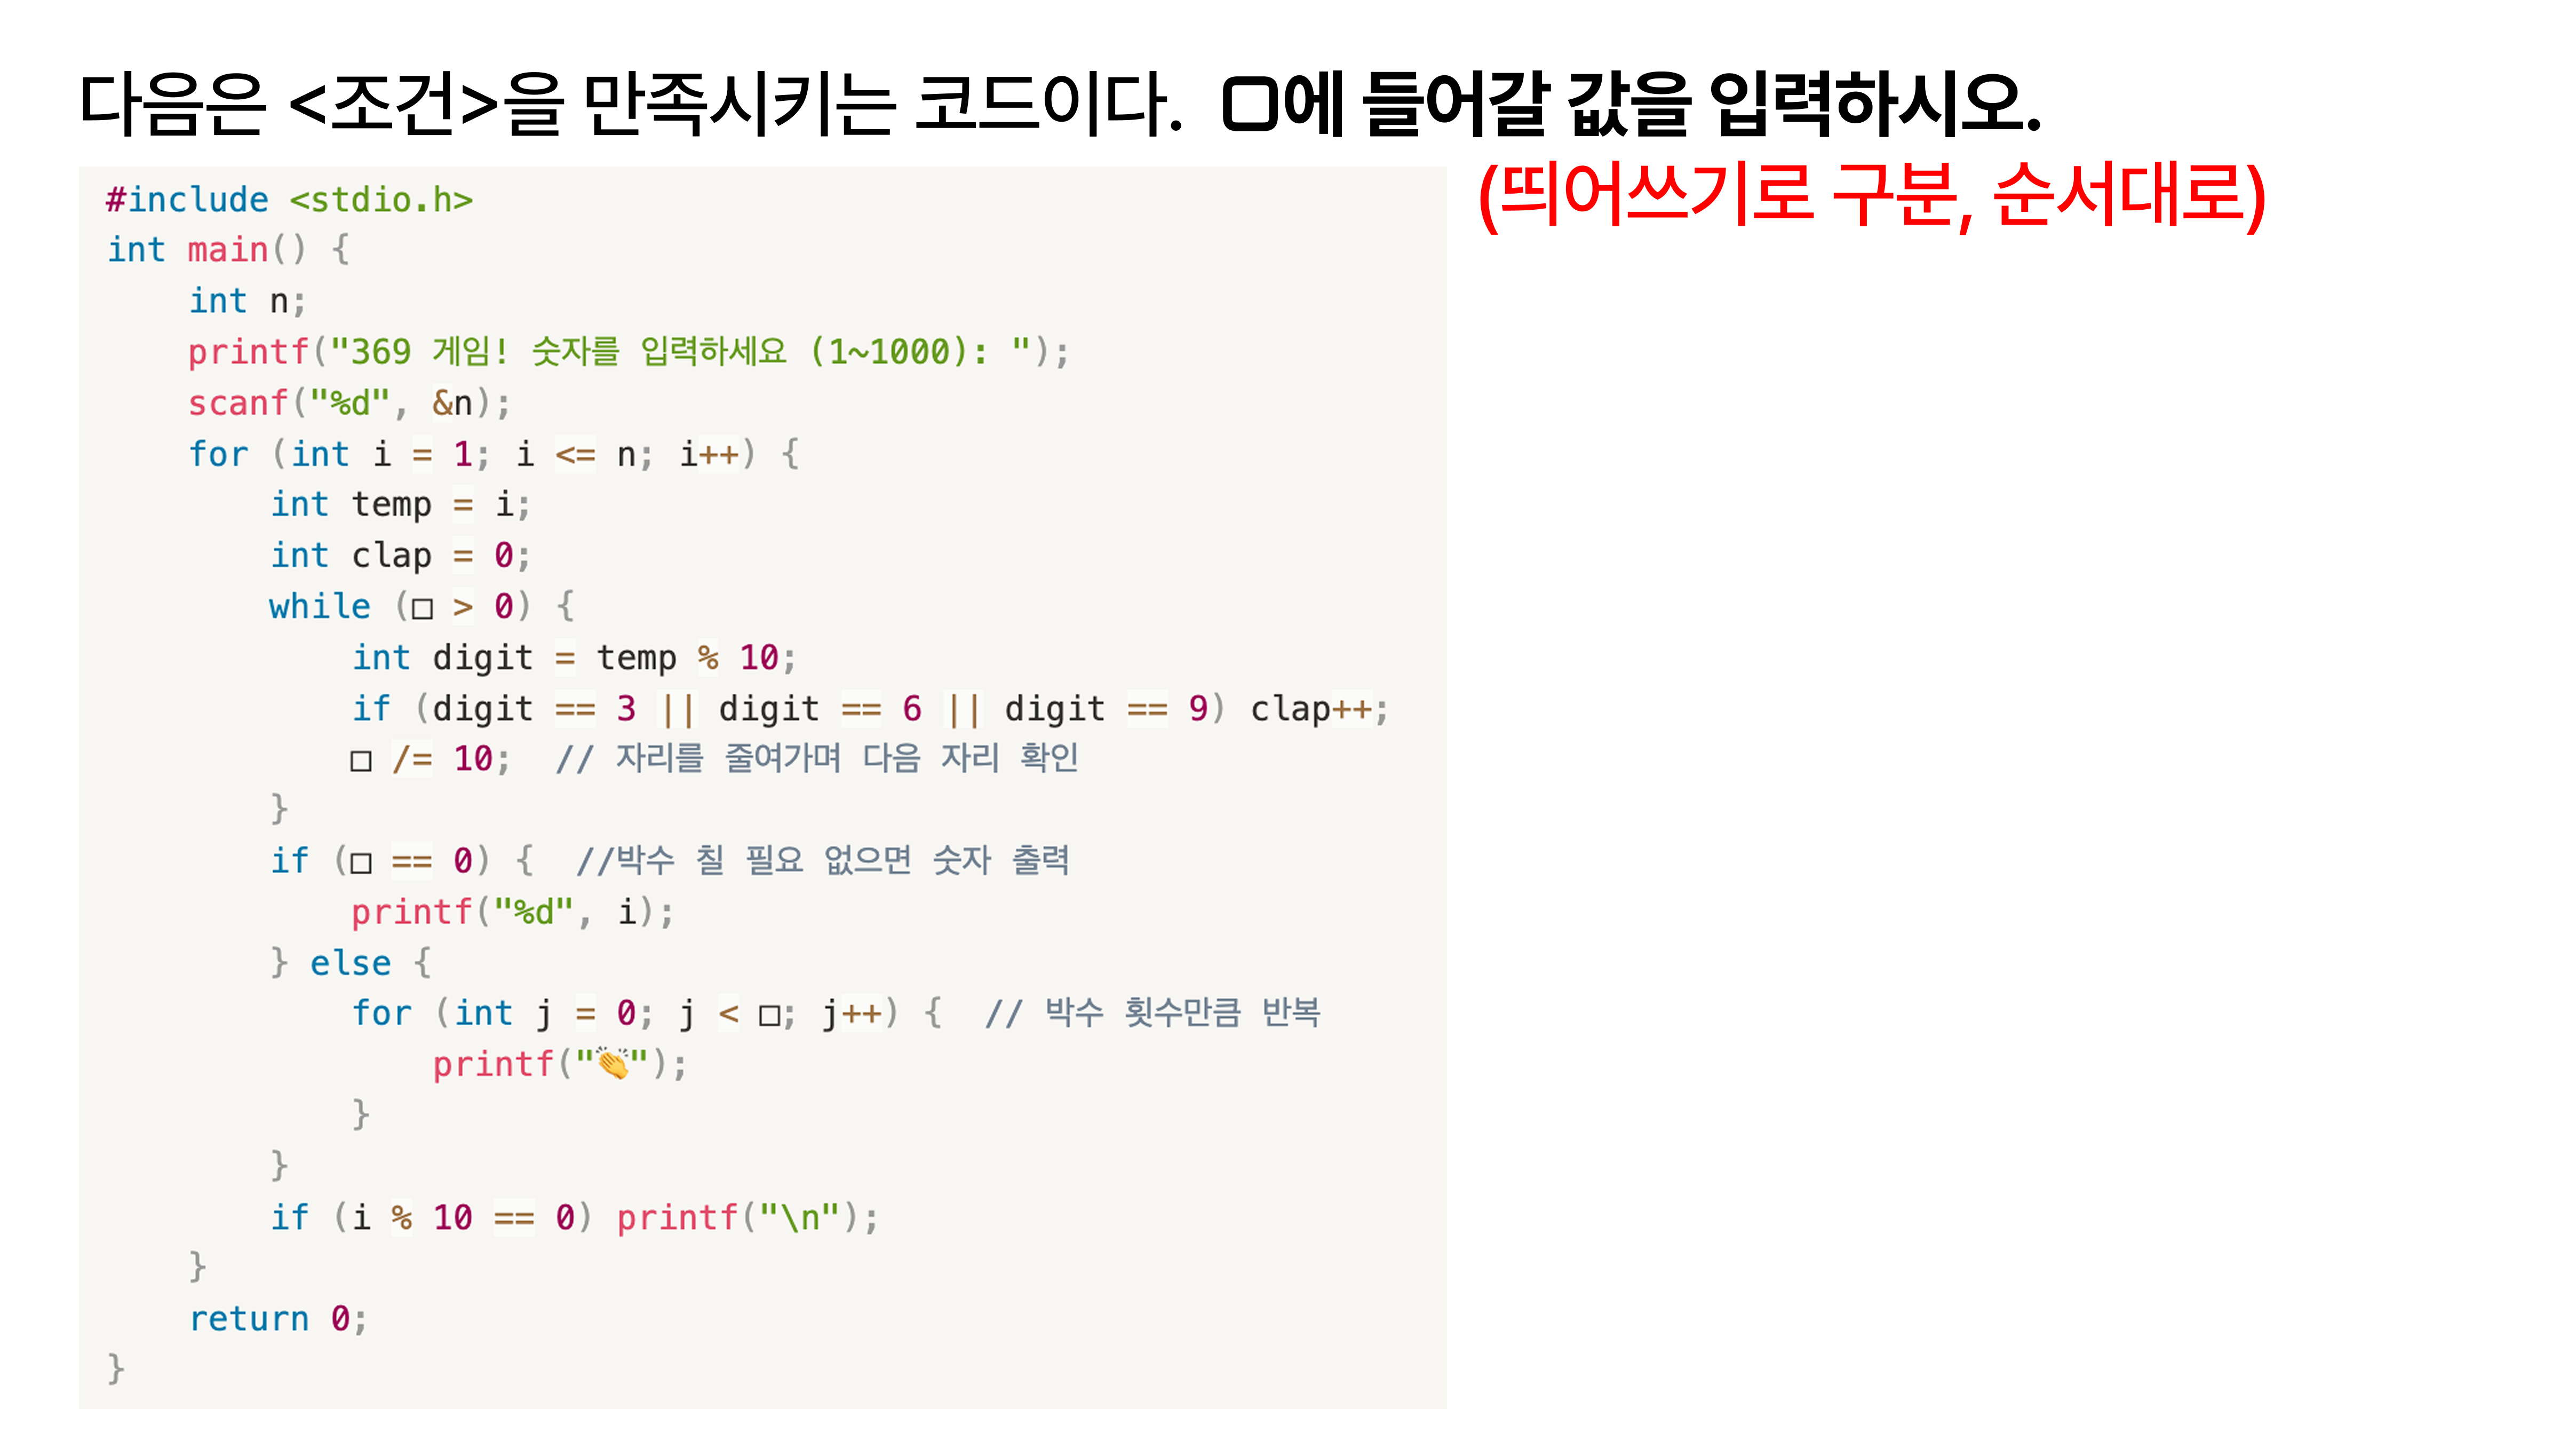 다음은 <조건>을 만족시키는 코드이다. □에 들어갈 값을 입력하시오.
(띄어쓰기로 구분, 순서대로)
#include <stdio.h>
int main() {
    int n;
    printf("369 게임! 숫자를 입력하세요 (1~1000): ");
    scanf("%d", &n);
    for (int i = 1; i <= n; i++) {
        int temp = i;
        int clap = 0;
        while (□ > 0) {
            int digit = temp % 10;
            if (digit == 3 || digit == 6 || digit == 9) clap++;
            □ /= 10;  // 자리를 줄여가며 다음 자리 확인
        }
        if (□ == 0) {  //박수 칠 필요 없으면 숫자 출력
            printf("%d", i);
        } else {
            for (int j = 0; j < □; j++) {  // 박수 횟수만큼 반복
                printf("👏");
            }
        }
        if (i % 10 == 0) printf("\n");
    }
    return 0;
}